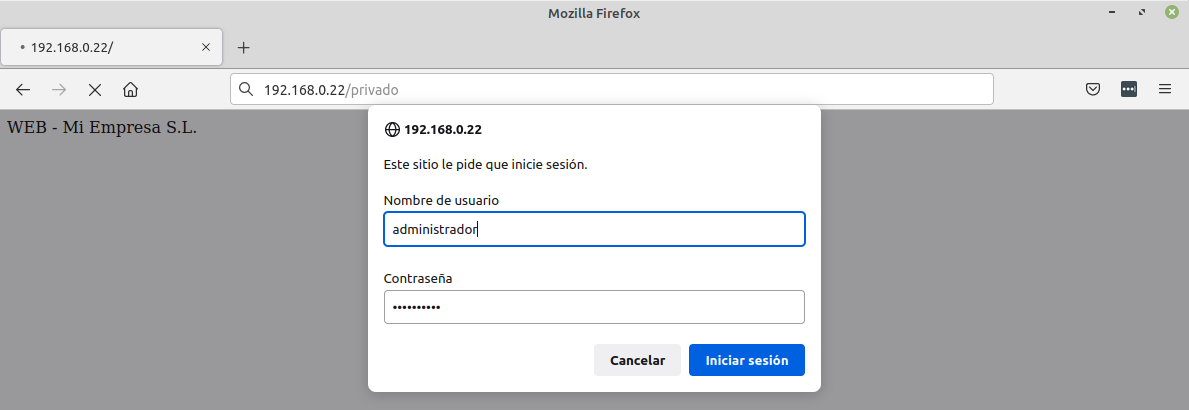 Mozilla Firefox
192.168.0.22/
192.168.0.22/privado
WEB - Mi Empresa S.L.
192.168.0.22
Este sitio le pide que inicie sesión.
Nombre de usuario
administrador
Contraseña
••••••••••
Cancelar
Iniciar sesión